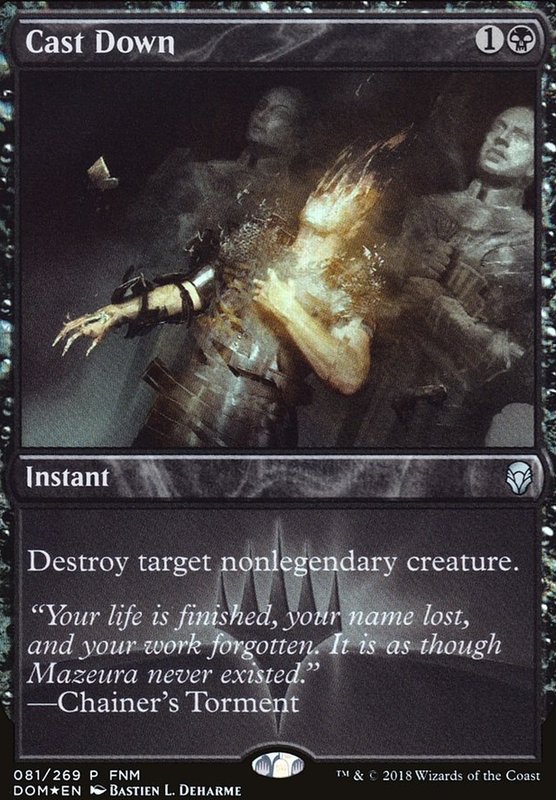 Cast Down 1
Instant
Destroy target nonlegendary creature.
“Your life is finished, your name lost,
and your work forgotten. It is as though
Mazeura never existed.”
—Chainer’s Torment
081/269 P FNM
DOM★EN Bastien L. Deharme
™ & © 2018 Wizards of the Coast